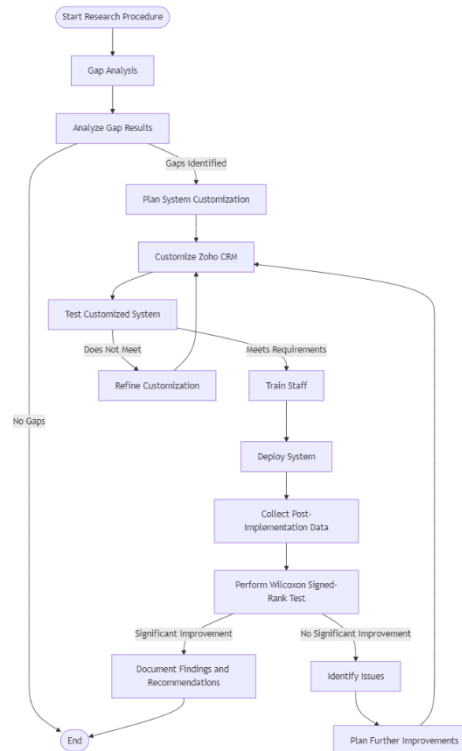 Start Research Procedure
Gap Analysis
Analyze Gap Results
Gaps Identified
Plan System Customization
Customize Zoho CRM
Test Customized System
Does Not Meet
Meets Requirements
Refine Customization
Train Staff
No Gaps
Deploy System
Collect Post-
Implementation Data
Perform Wilcoxon Signed-
Rank Test
Significant Improvement
No Significant Improvement
Document Findings and
Recommendations
Identify Issues
End
Plan Further Improvements